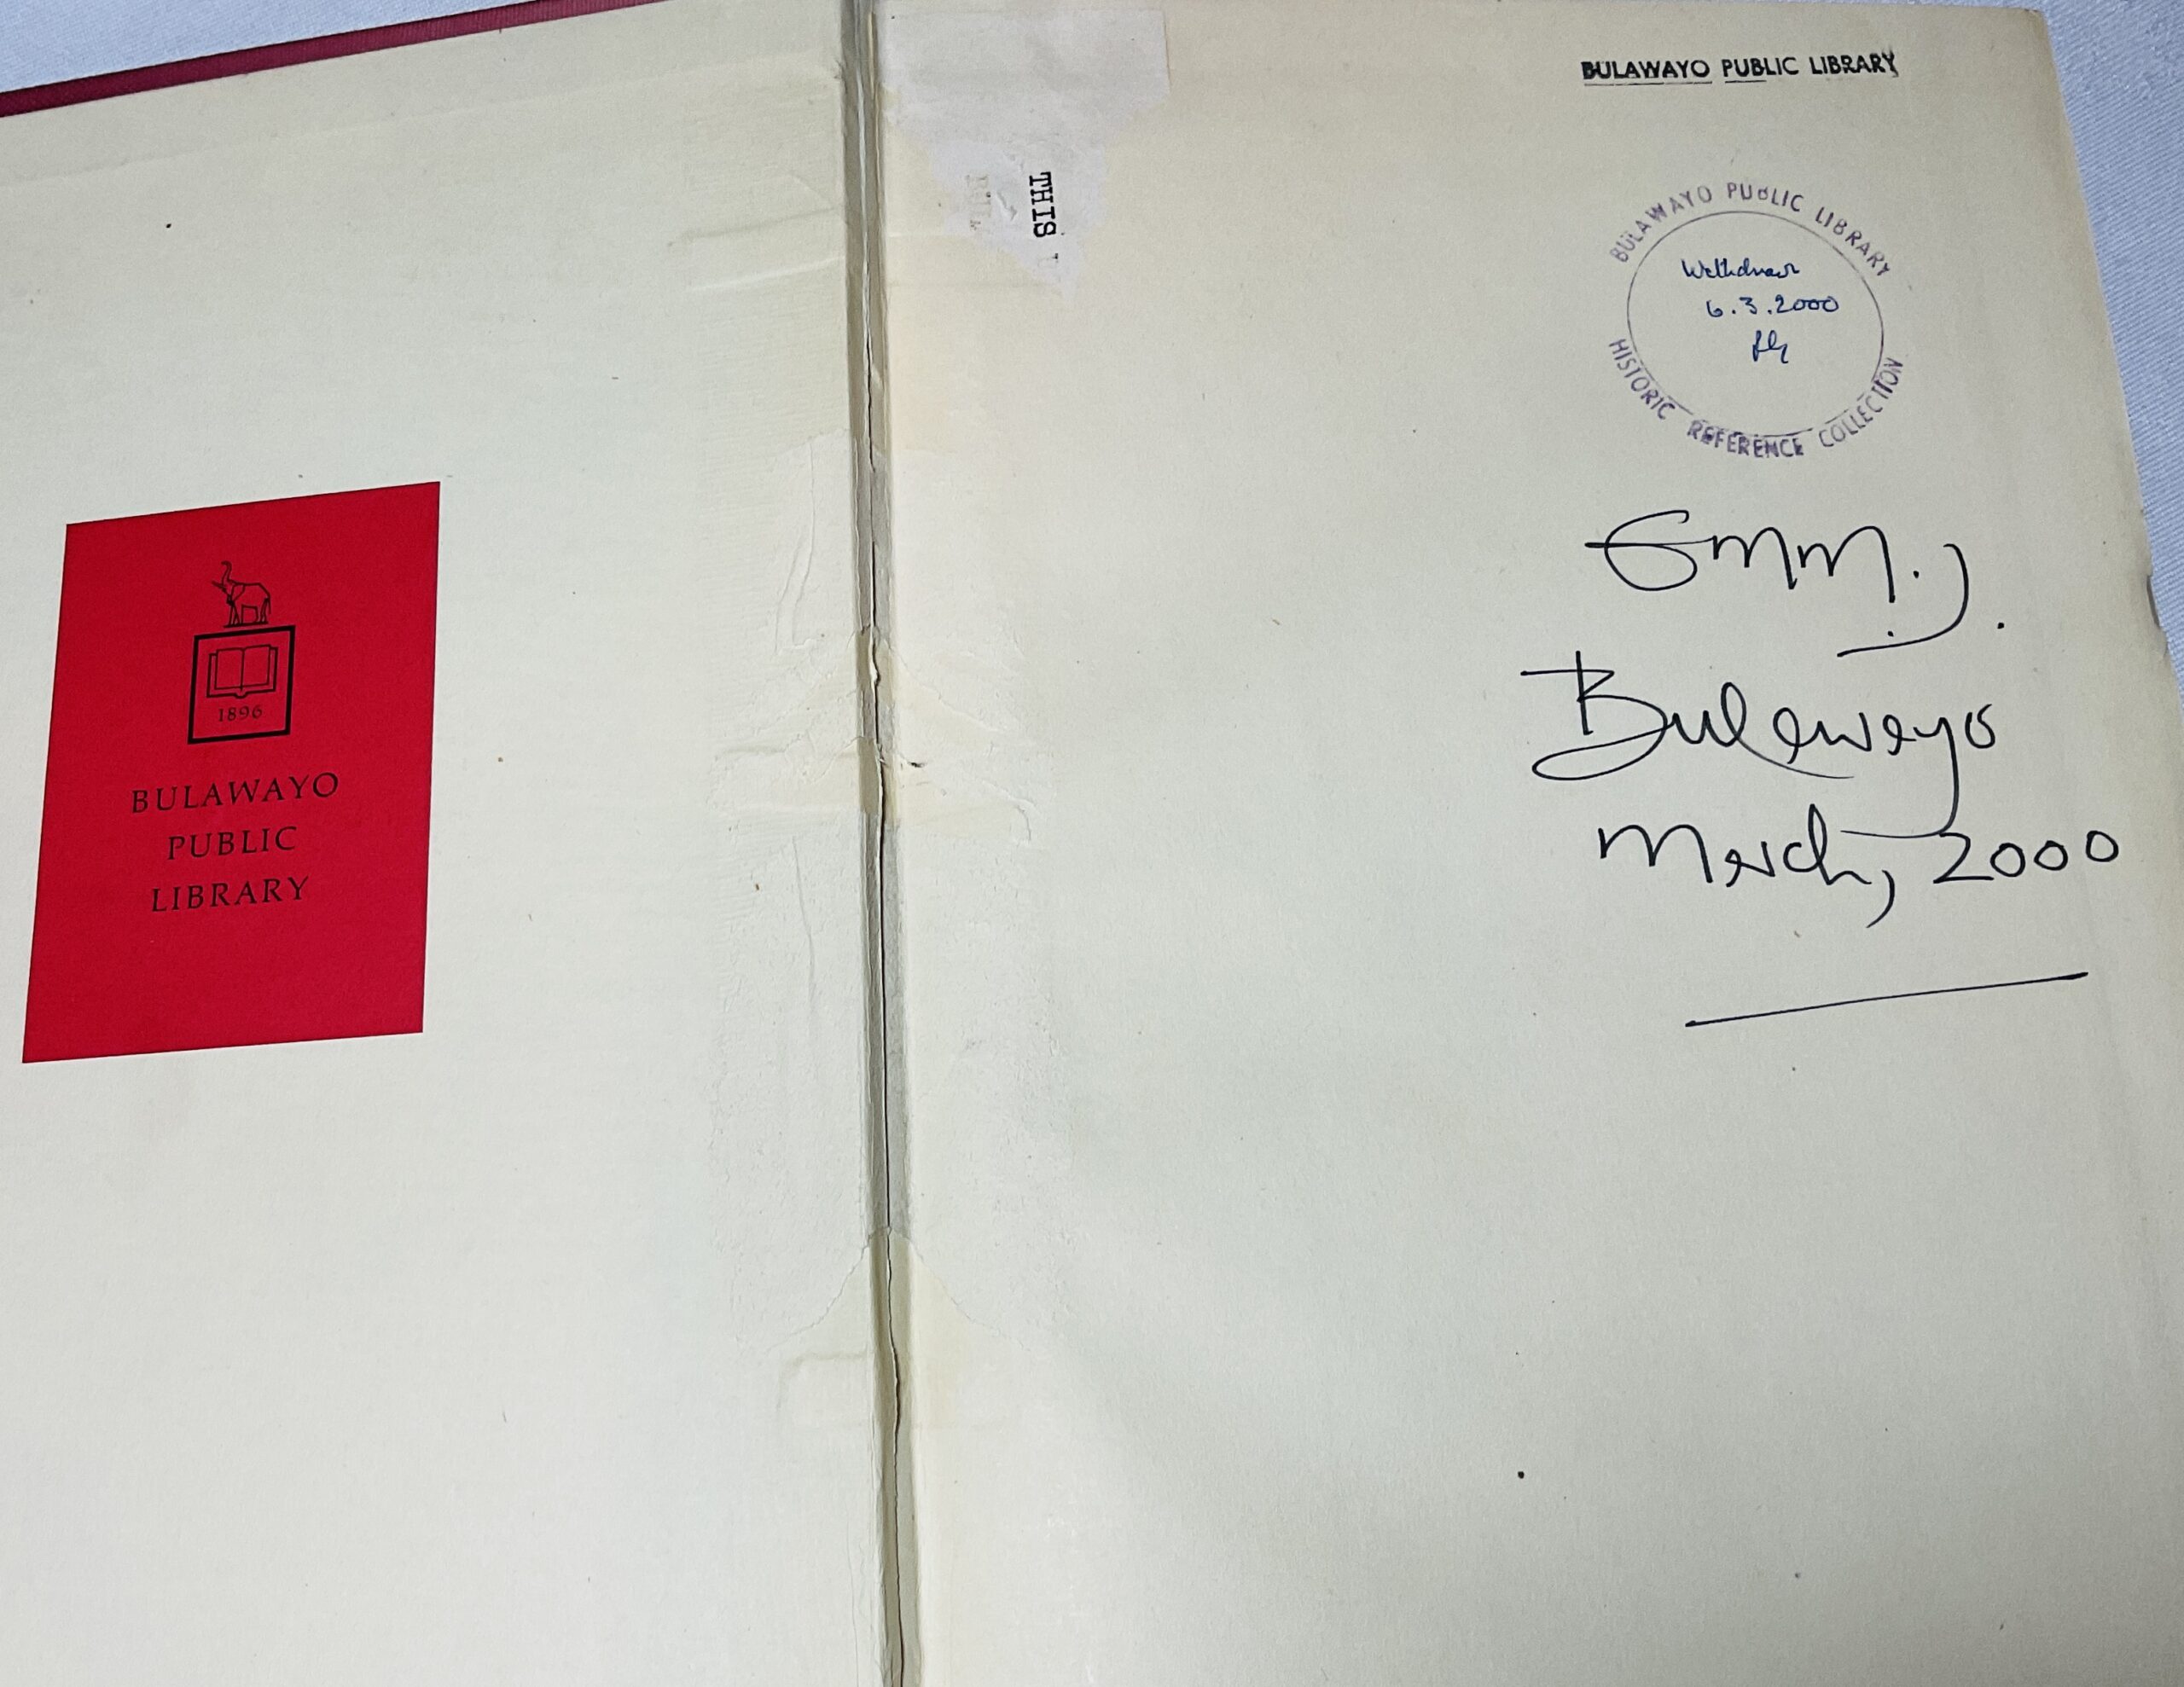 1896
BULAWAYO
PUBLIC
LIBRARY
THIS
BULAWAYO PUBLIC LIBRARY
BULAWAYO PUBLIC LIBRARY
Withdrawn
6.3.2000
HISTORIC REFERENCE COLLECTION
Bulawayo
March, 2000